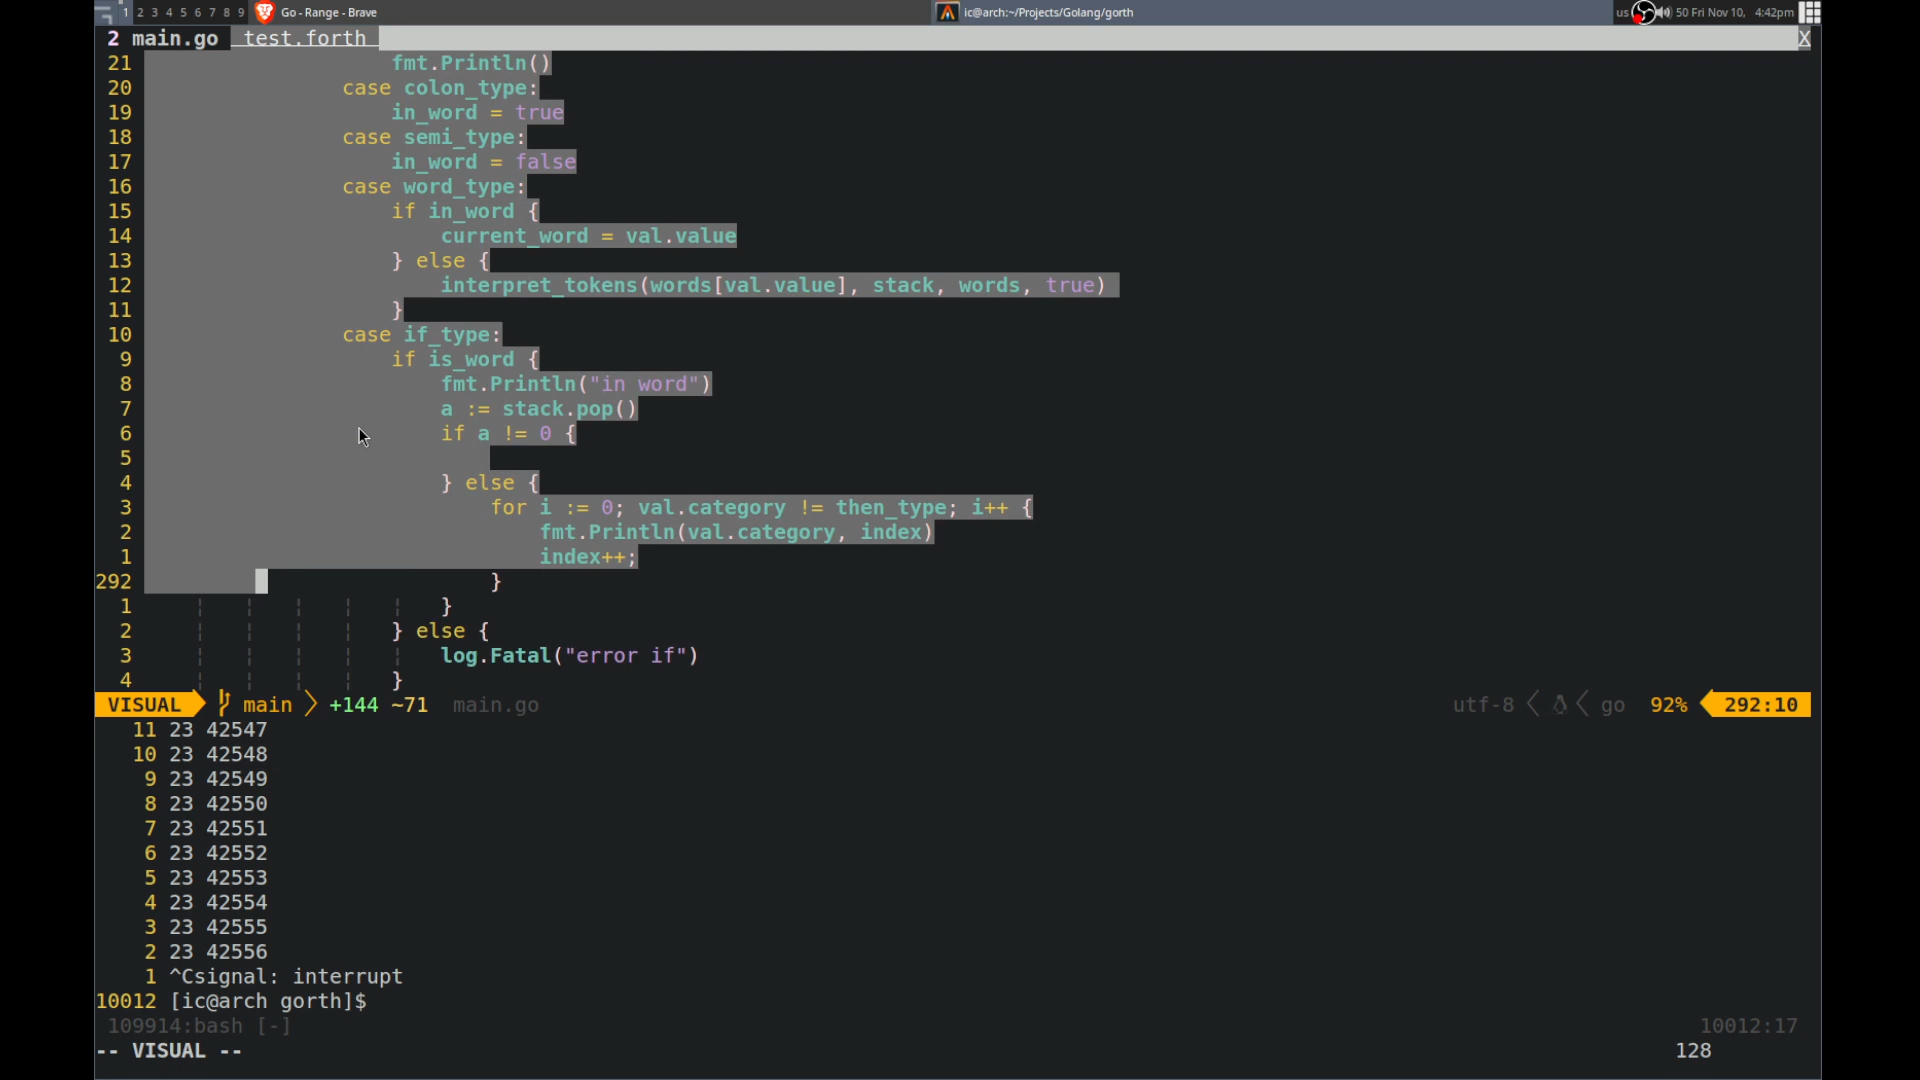 1 2 3 4 5 6 7 8 9 Go - Range - Brave ic@arch:~/Projects/Golang/gorth us 50 Fri Nov 10, 4:42pm
2 main.go test.forth X
21 fmt.Println()
20 case colon_type:
19 in_word = true
18 case semi_type:
17 in_word = false
16 case word_type:
15 if in_word {
14 current_word = val.value
13 } else {
12 interpret_tokens(words[val.value], stack, words, true)
11 }
10 case if_type:
9 if is_word {
8 fmt.Println("in word")
7 a := stack.pop()
6 if a != 0 {
5
4 } else {
3 for i := 0; val.category != then_type; i++ {
2 fmt.Println(val.category, index)
1 index++;
292 }
1 }
2 } else {
3 log.Fatal("error if")
4 }
VISUAL main +144 ~71 main.go utf-8 go 92% 292:10
11 23 42547
10 23 42548
9 23 42549
8 23 42550
7 23 42551
6 23 42552
5 23 42553
4 23 42554
3 23 42555
2 23 42556
1 ^Csignal: interrupt
10012 [ic@arch gorth]$
109914:bash [-] 10012:17
-- VISUAL -- 128